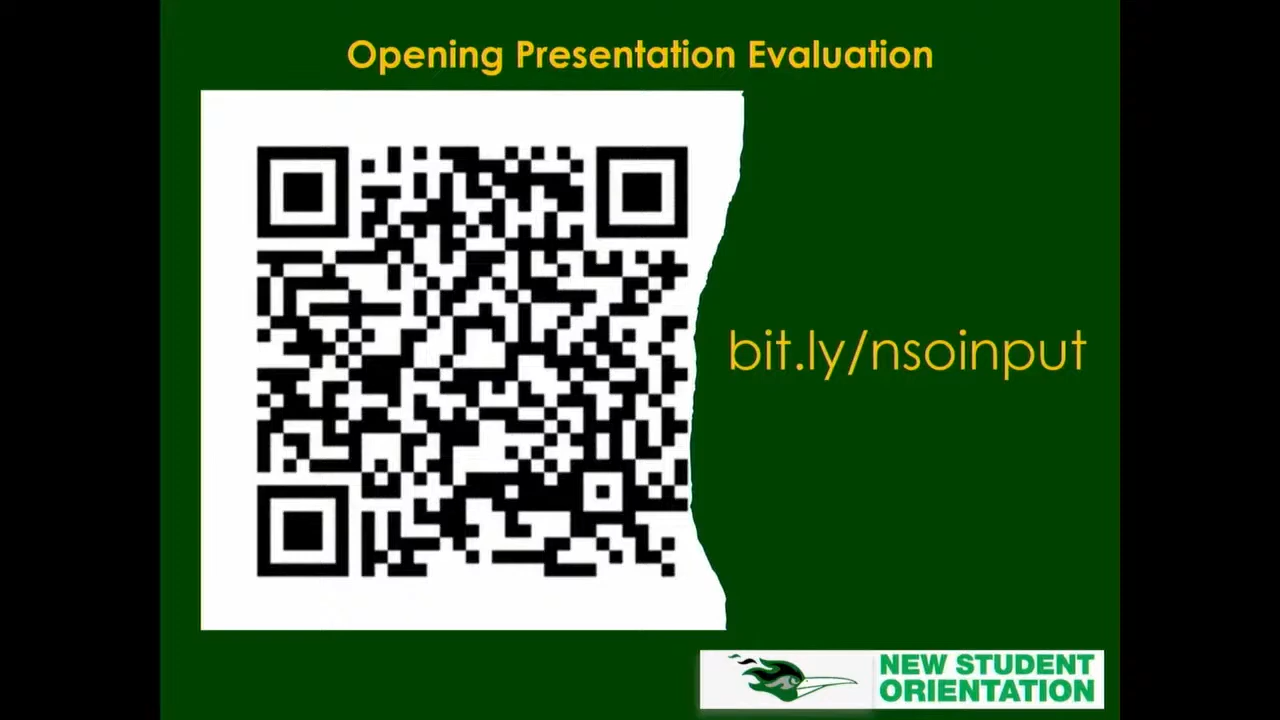 Opening Presentation Evaluation
bit.ly/nsoinput
NEW STUDENT
ORIENTATION